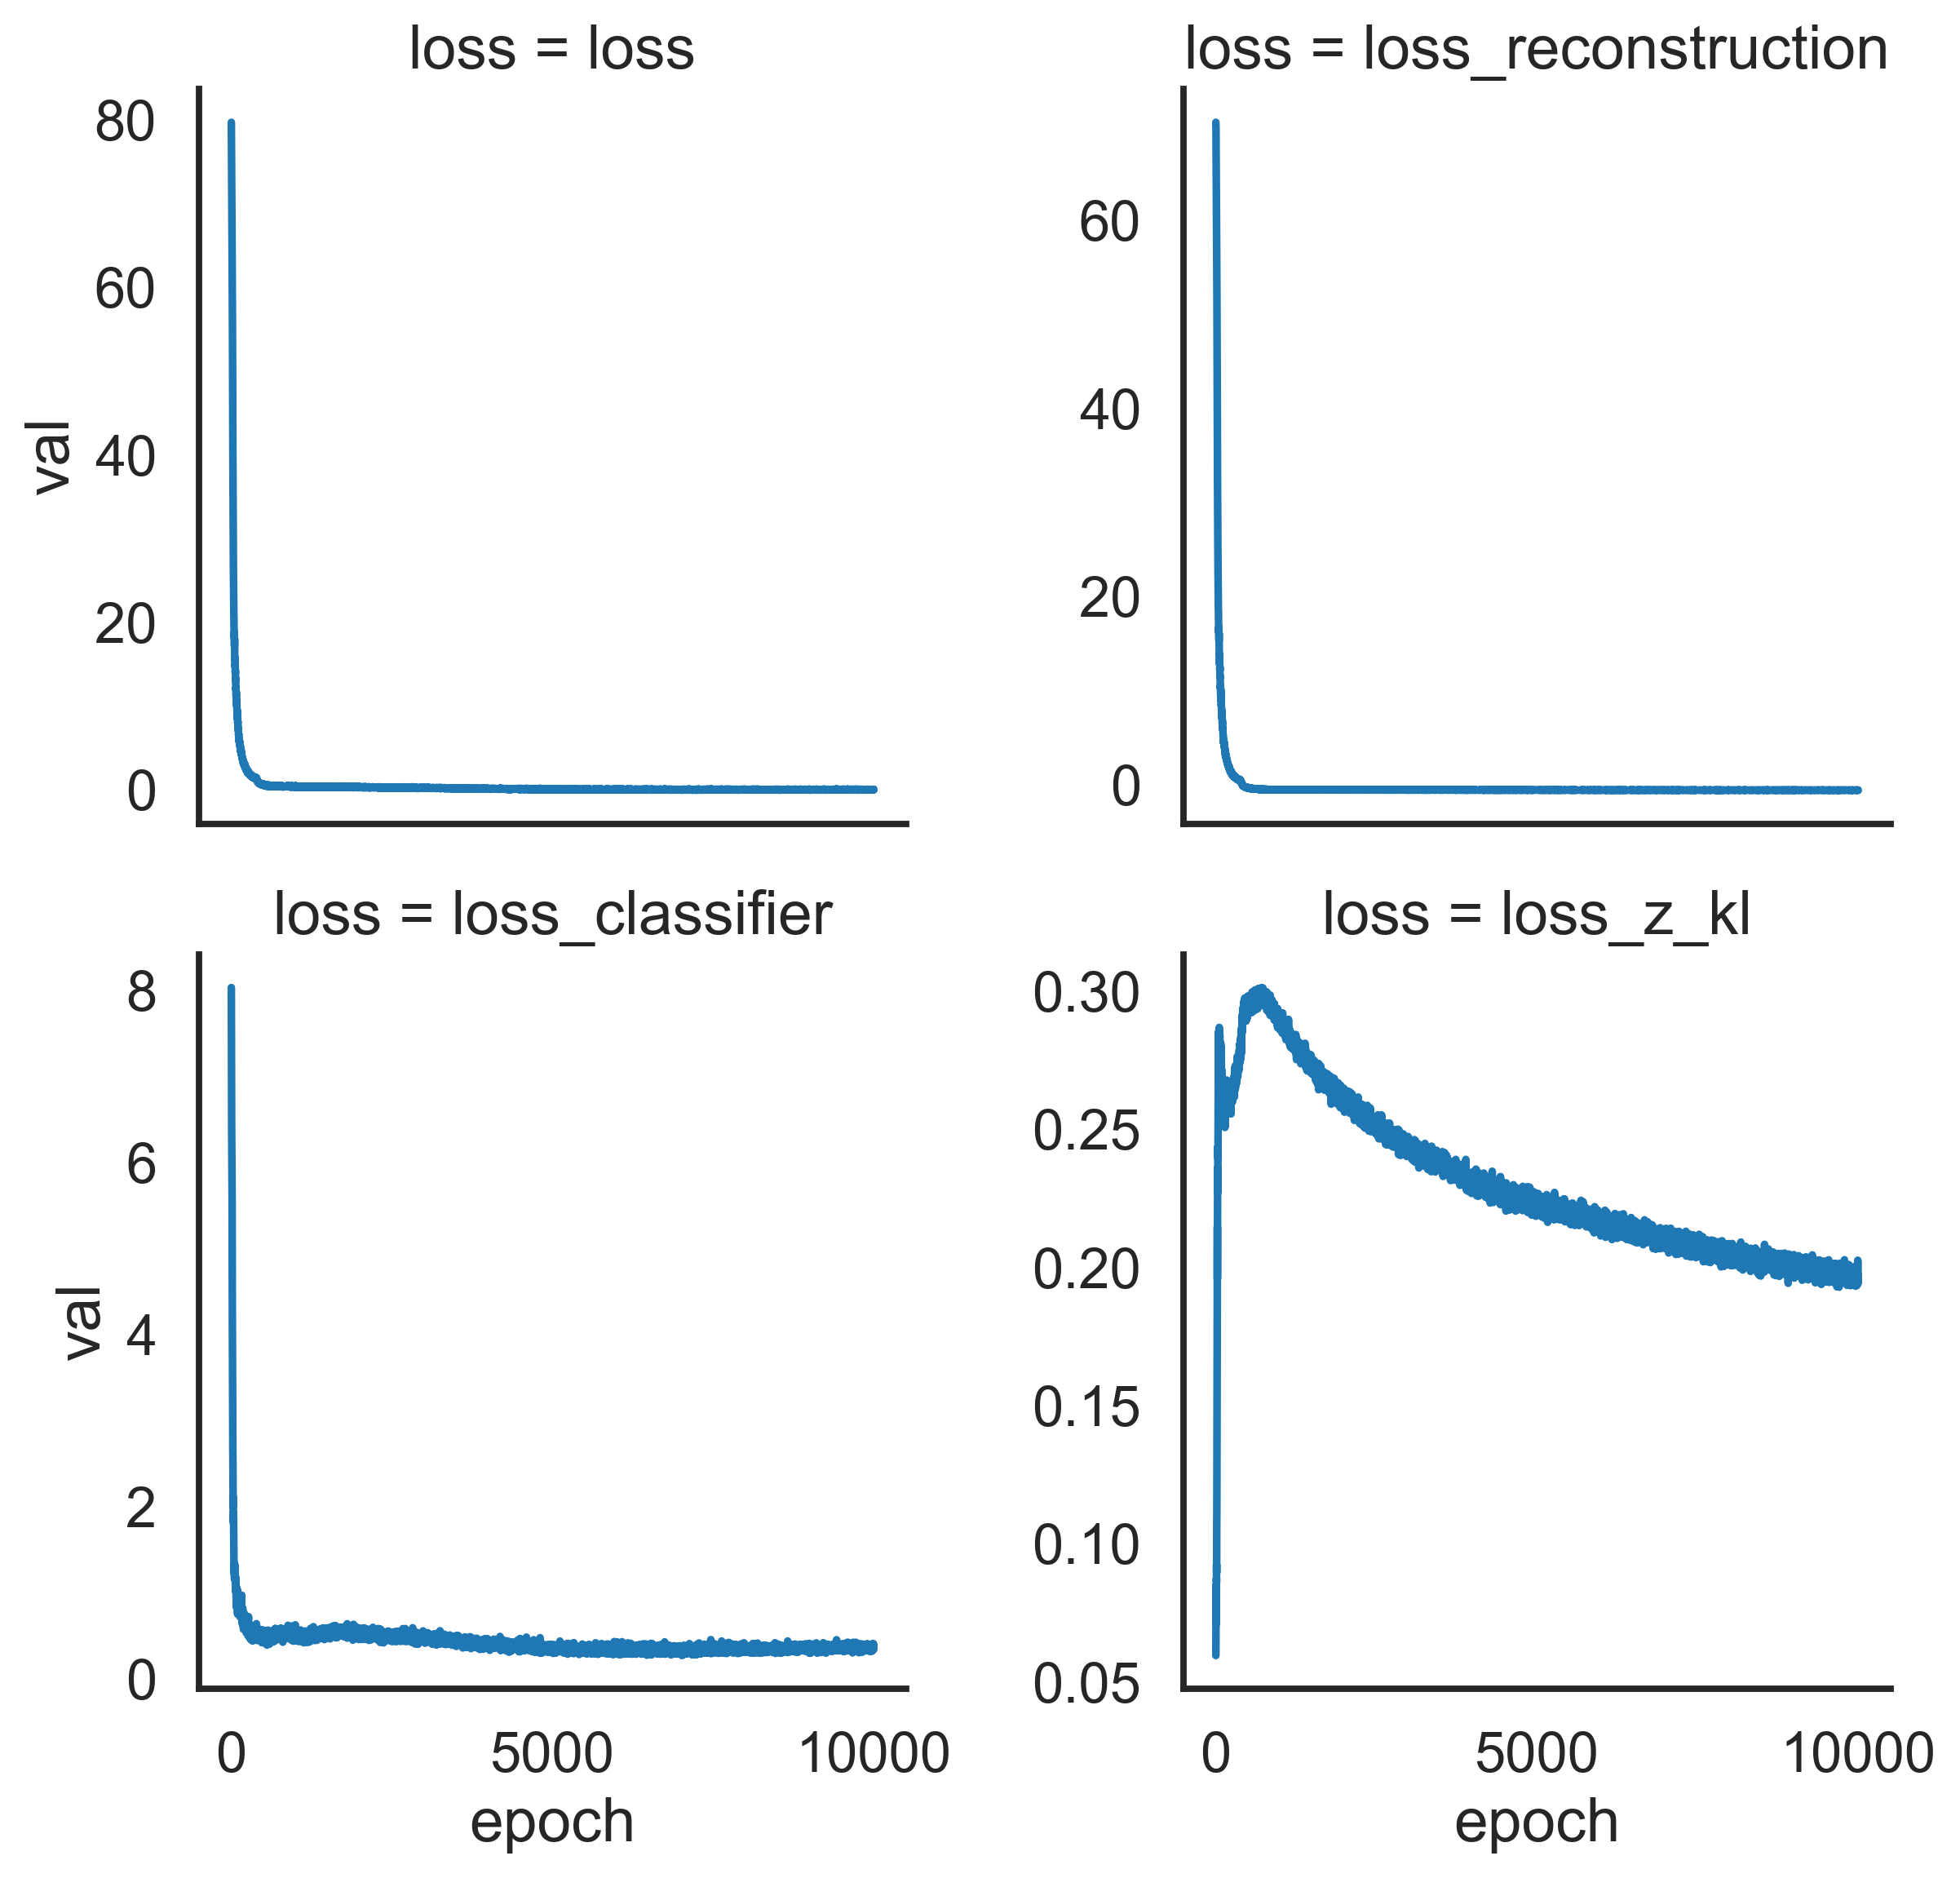 loss = loss
80
60
40
20
0
val
loss = loss_reconstruction
60
40
20
0
loss = loss_classifier
8
6
4
2
0
val
0 5000 10000
epoch
loss = loss_z_kl
0.30
0.25
0.20
0.15
0.10
0.05
0 5000 10000
epoch